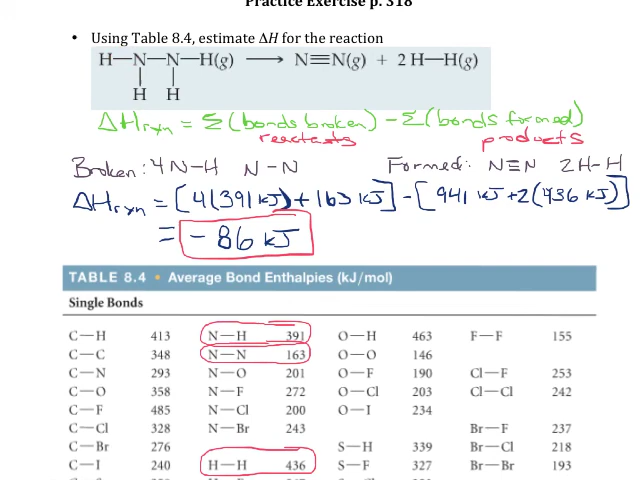 Practice Exercise p. 318
• Using Table 8.4, estimate ΔH for the reaction
H—N—N—H(g) ⟶ N≡N(g) + 2 H—H(g)
| |
H H
ΔHrxn = Σ(bonds broken) − Σ(bonds formed)
reactants products
Broken: 4 N-H N-N Formed: N≡N 2 H-H
ΔHrxn = [4(391 kJ) + 163 kJ] − [941 kJ + 2(436 kJ)]
= −86 kJ
TABLE 8.4 • Average Bond Enthalpies (kJ/mol)
Single Bonds
C—H 413 N—H 391 O—H 463 F—F 155
C—C 348 N—N 163 O—O 146
C—N 293 N—O 201 O—F 190 Cl—F 253
C—O 358 N—F 272 O—Cl 203 Cl—Cl 242
C—F 485 N—Cl 200 O—I 234
C—Cl 328 N—Br 243 Br—F 237
C—Br 276 S—H 339 Br—Cl 218
C—I 240 H—H 436 S—F 327 Br—Br 193